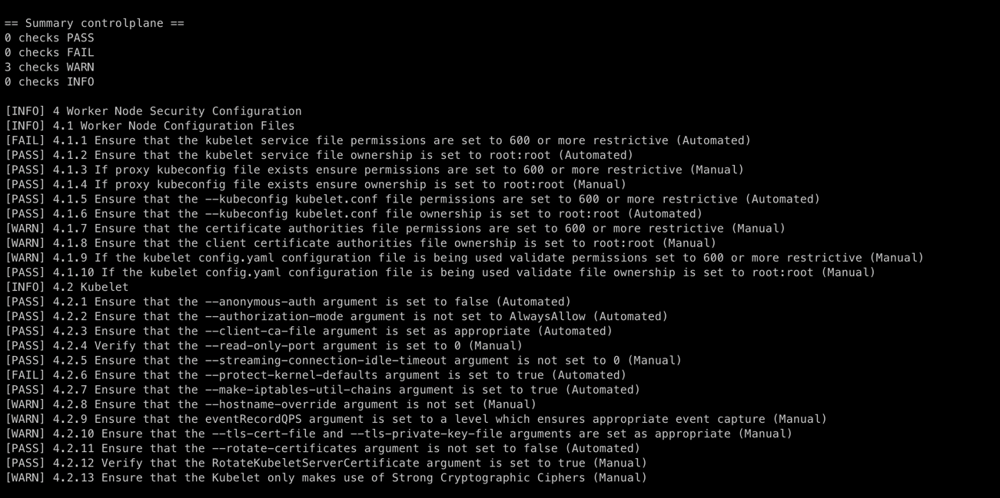 == Summary controlplane ==
0 checks PASS
0 checks FAIL
3 checks WARN
0 checks INFO
[INFO] 4 Worker Node Security Configuration
[INFO] 4.1 Worker Node Configuration Files
[FAIL] 4.1.1 Ensure that the kubelet service file permissions are set to 600 or more restrictive (Automated)
[PASS] 4.1.2 Ensure that the kubelet service file ownership is set to root:root (Automated)
[PASS] 4.1.3 If proxy kubeconfig file exists ensure permissions are set to 600 or more restrictive (Manual)
[PASS] 4.1.4 If proxy kubeconfig file exists ensure ownership is set to root:root (Manual)
[PASS] 4.1.5 Ensure that the --kubeconfig kubelet.conf file permissions are set to 600 or more restrictive (Automated)
[PASS] 4.1.6 Ensure that the --kubeconfig kubelet.conf file ownership is set to root:root (Automated)
[WARN] 4.1.7 Ensure that the certificate authorities file permissions are set to 600 or more restrictive (Manual)
[WARN] 4.1.8 Ensure that the client certificate authorities file ownership is set to root:root (Manual)
[WARN] 4.1.9 If the kubelet config.yaml configuration file is being used validate permissions set to 600 or more restrictive (Manual)
[PASS] 4.1.10 If the kubelet config.yaml configuration file is being used validate file ownership is set to root:root (Manual)
[INFO] 4.2 Kubelet
[PASS] 4.2.1 Ensure that the --anonymous-auth argument is set to false (Automated)
[PASS] 4.2.2 Ensure that the --authorization-mode argument is not set to AlwaysAllow (Automated)
[PASS] 4.2.3 Ensure that the --client-ca-file argument is set as appropriate (Automated)
[PASS] 4.2.4 Verify that the --read-only-port argument is set to 0 (Manual)
[PASS] 4.2.5 Ensure that the --streaming-connection-idle-timeout argument is not set to 0 (Manual)
[FAIL] 4.2.6 Ensure that the --protect-kernel-defaults argument is set to true (Automated)
[PASS] 4.2.7 Ensure that the --make-iptables-util-chains argument is set to true (Automated)
[WARN] 4.2.8 Ensure that the --hostname-override argument is not set (Manual)
[WARN] 4.2.9 Ensure that the eventRecordQPS argument is set to a level which ensures appropriate event capture (Manual)
[WARN] 4.2.10 Ensure that the --tls-cert-file and --tls-private-key-file arguments are set as appropriate (Manual)
[PASS] 4.2.11 Ensure that the --rotate-certificates argument is not set to false (Automated)
[PASS] 4.2.12 Verify that the RotateKubeletServerCertificate argument is set to true (Manual)
[WARN] 4.2.13 Ensure that the Kubelet only makes use of Strong Cryptographic Ciphers (Manual)